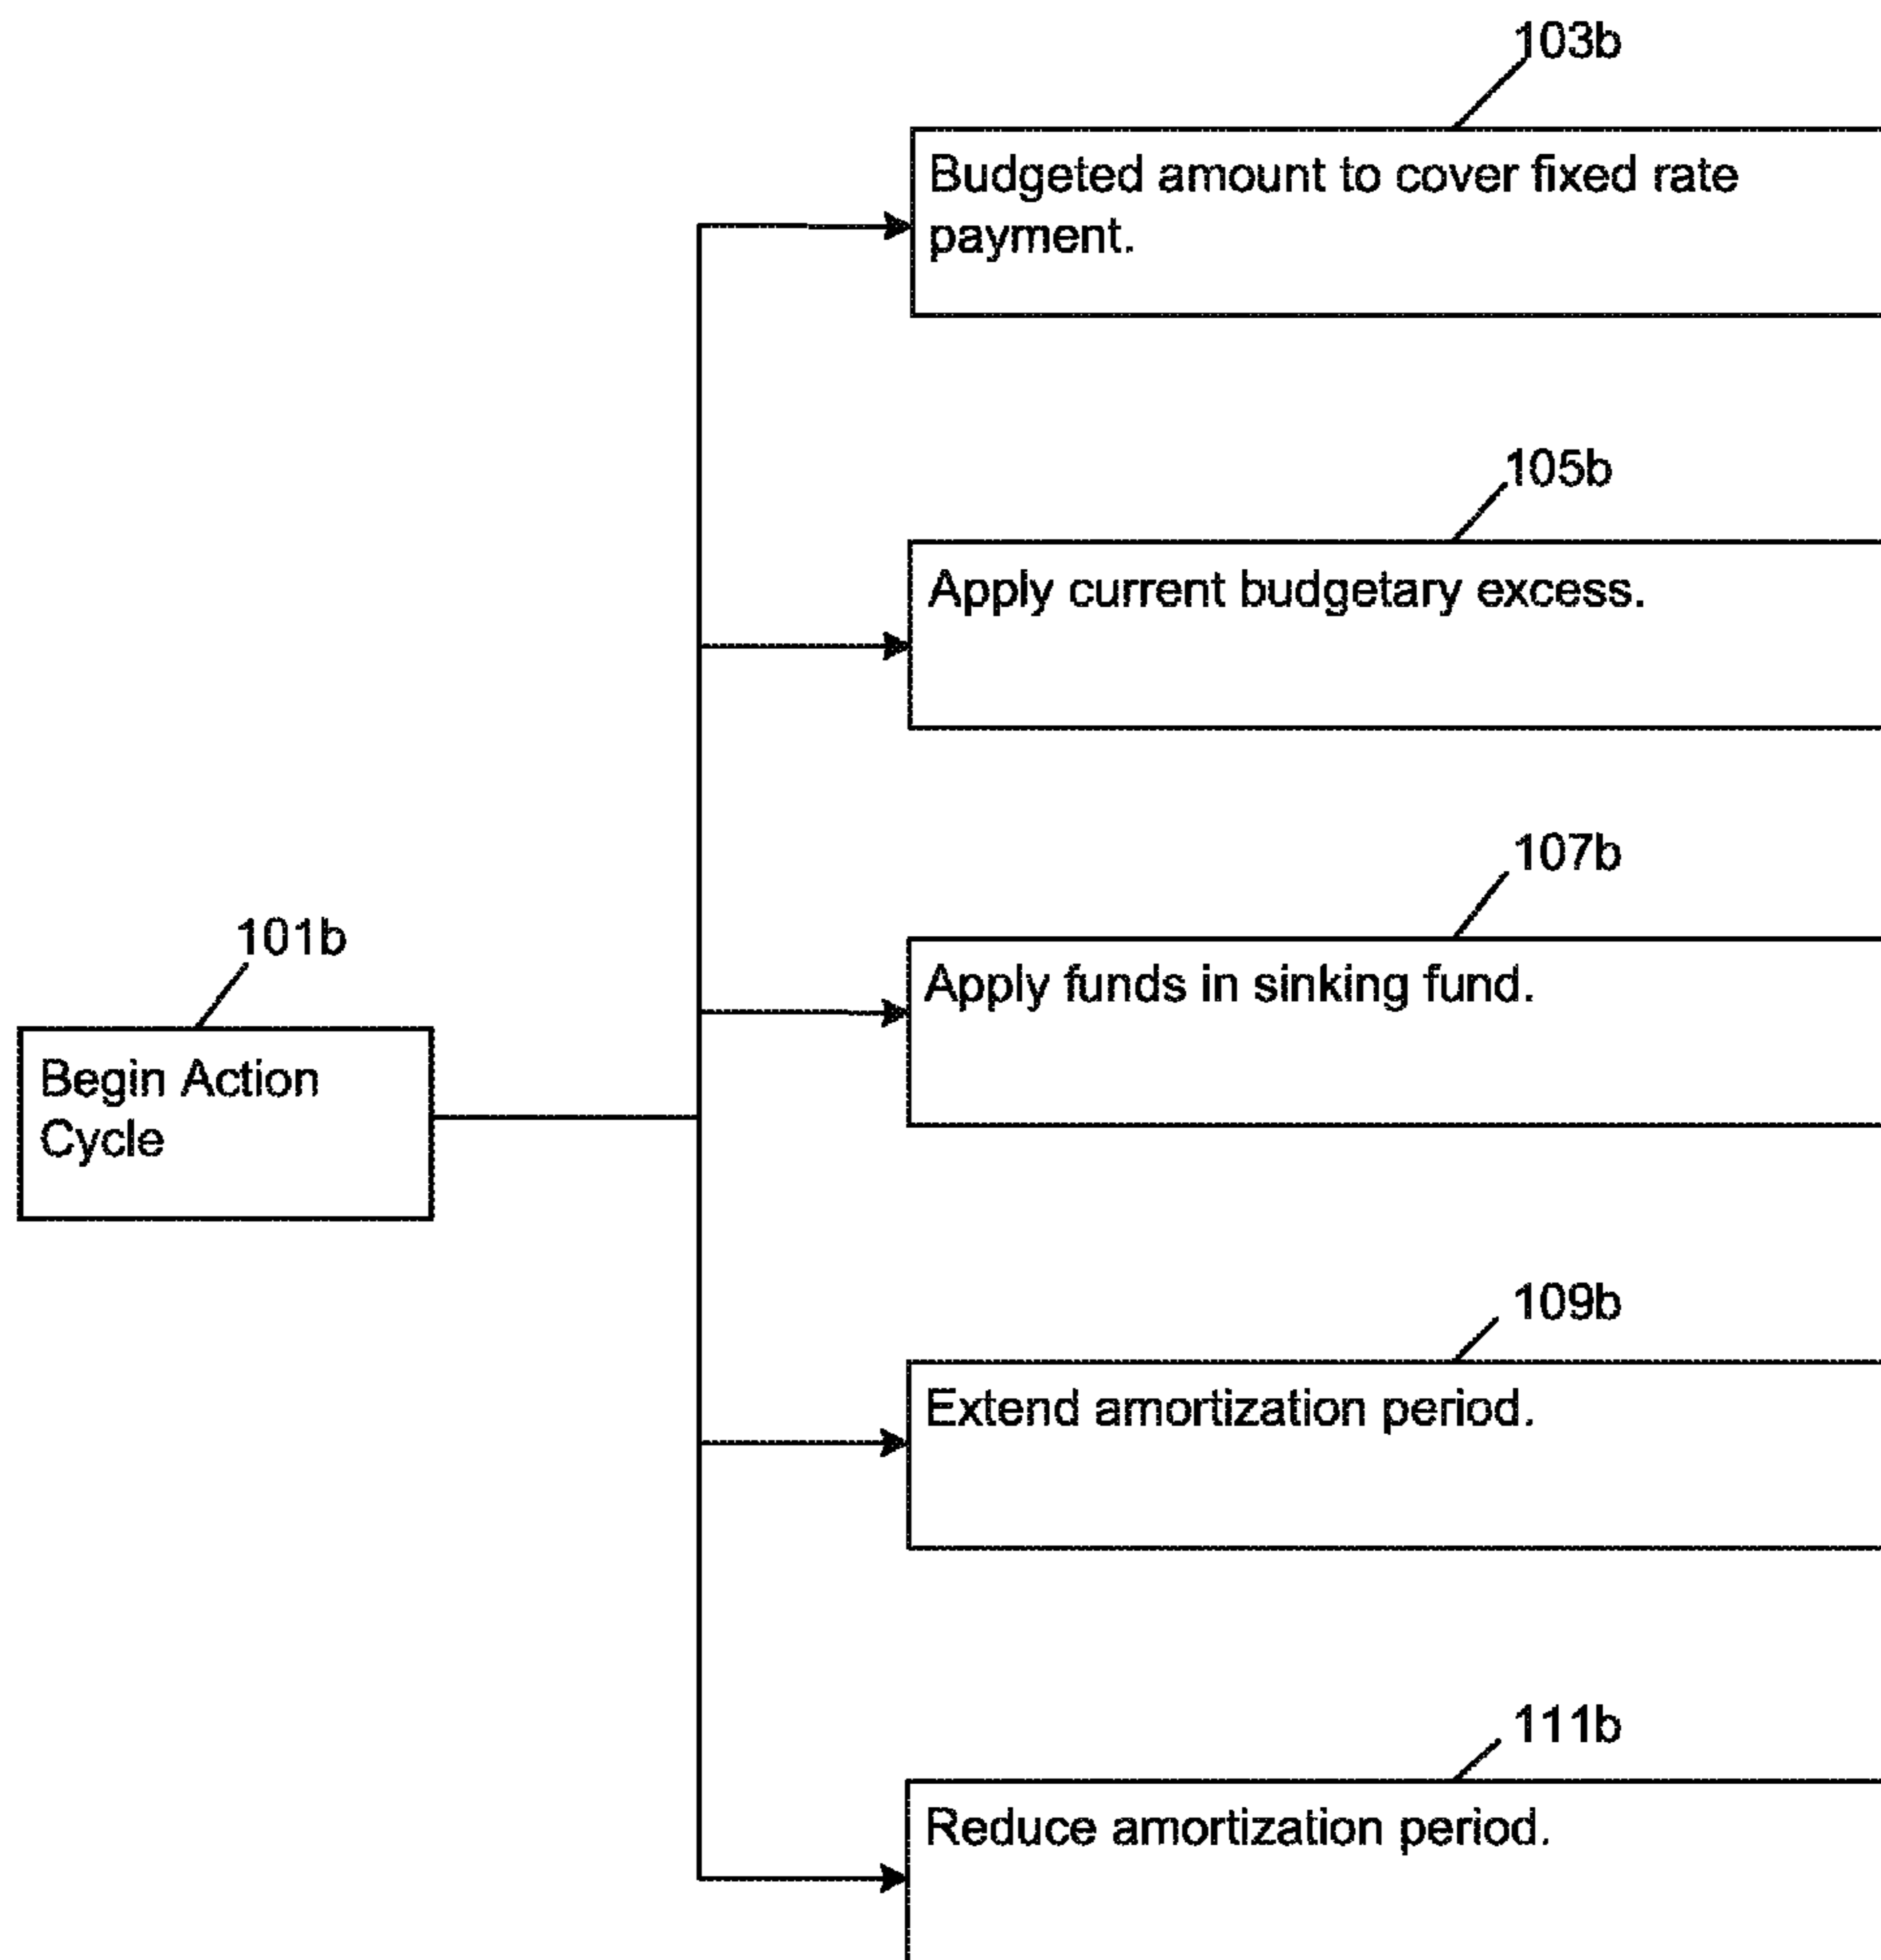 103b
Budgeted amount to cover fixed rate
payment.
105b
Apply current budgetary excess.
107b
Apply funds in sinking fund.
101b
Begin Action
Cycle
109b
Extend amortization period.
111b
Reduce amortization period.